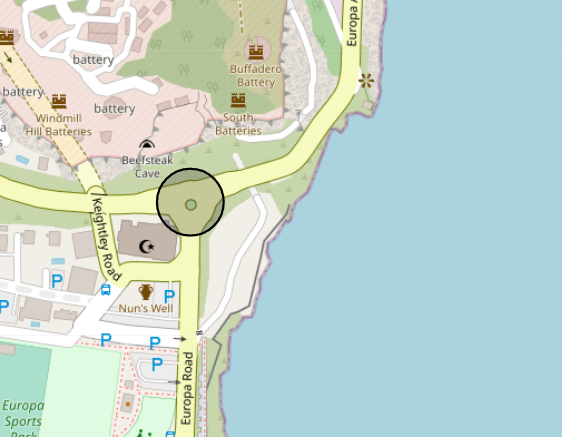 Europa A
battery
Buffadero
Battery
battery
battery
Windmill
Hill Batteries
South
Batteries
a
s
Beefsteak
Cave
Keightley Road
P
P
P
Nun's Well
P
P
P
Europa Road
Europa
Sports
Park